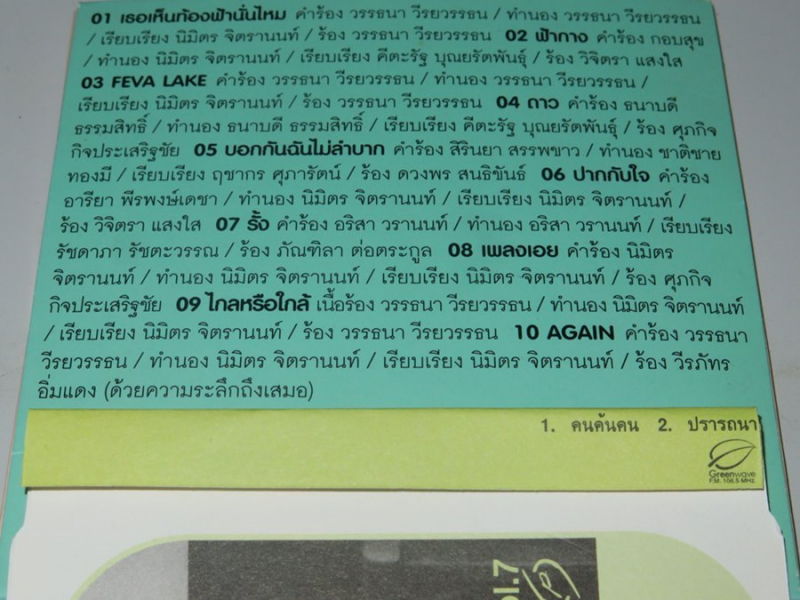 01 เธอเห็นท้องฟ้านั่นไหม คำร้อง วรรธนา วีรยวรรธน / ทำนอง วรรธนา วีรยวรรธน
/ เรียบเรียง นิมิตร จิตรานนท์ / ร้อง วรรธนา วีรยวรรธน 02 ฟ้ากาง คำร้อง กอบสุข
/ ทำนอง นิมิตร จิตรานนท์ / เรียบเรียง คีตะรัฐ บุณยรัตพันธุ์ / ร้อง วิจิตรา แสงใส
03 FEVA LAKE คำร้อง วรรธนา วีรยวรรธน / ทำนอง วรรธนา วีรยวรรธน /
เรียบเรียง นิมิตร จิตรานนท์ / ร้อง วรรธนา วีรยวรรธน 04 ดาว คำร้อง ธนาบดี
ธรรมสิทธิ์ / ทำนอง ธนาบดี ธรรมสิทธิ์ / เรียบเรียง คีตะรัฐ บุณยรัตพันธุ์ / ร้อง ศุภกิจ
กิจประเสริฐชัย 05 บอกกันฉันไม่ลำบาก คำร้อง สิรินยา สรรพขาว / ทำนอง ชาติชาย
ทองมี / เรียบเรียง ฤชากร ศุภารัตน์ / ร้อง ดวงพร สนธิขันธ์ 06 ปากกับใจ คำร้อง
อารียา พีรพงษ์เดชา / ทำนอง นิมิตร จิตรานนท์ / เรียบเรียง นิมิตร จิตรานนท์ /
ร้อง วิจิตรา แสงใส 07 รั้ง คำร้อง อริสา วรานนท์ / ทำนอง อริสา วรานนท์ / เรียบเรียง
รัชดาภา รัชตะวรรณ / ร้อง ภัณฑิลา ต่อตระกูล 08 เพลงเอย คำร้อง นิมิตร
จิตรานนท์ / ทำนอง นิมิตร จิตรานนท์ / เรียบเรียง นิมิตร จิตรานนท์ / ร้อง ศุภกิจ
กิจประเสริฐชัย 09 ไกลหรือใกล้ เนื้อร้อง วรรธนา วีรยวรรธน / ทำนอง นิมิตร จิตรานนท์
/ เรียบเรียง นิมิตร จิตรานนท์ / ร้อง วรรธนา วีรยวรรธน 10 AGAIN คำร้อง วรรธนา
วีรยวรรธน / ทำนอง นิมิตร จิตรานนท์ / เรียบเรียง นิมิตร จิตรานนท์ / ร้อง วีรภัทร
อิ่มแดง (ด้วยความระลึกถึงเสมอ)
1. คนค้นคน 2. ปรารถนา
Greenwave
F.M. 106.5 MHz
ol.7